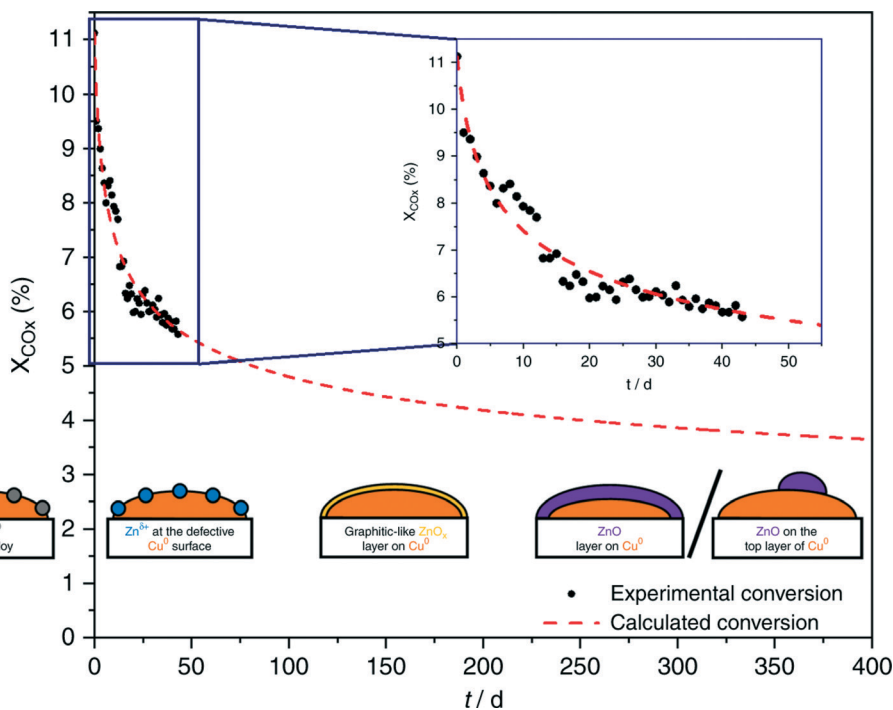 11
10
9
8
7
6
5
4
3
2
1
0
X_COx (%)
0
50
100
150
200
250
300
350
400
t / d
11
10
9
8
7
6
5
X_COx (%)
0
10
20
30
40
50
t / d
0
oy
Zn^δ+ at the defective
Cu^0 surface
Graphitic-like ZnO_x
layer on Cu^0
ZnO
layer on Cu^0
ZnO on the
top layer of Cu^0
Experimental conversion
Calculated conversion